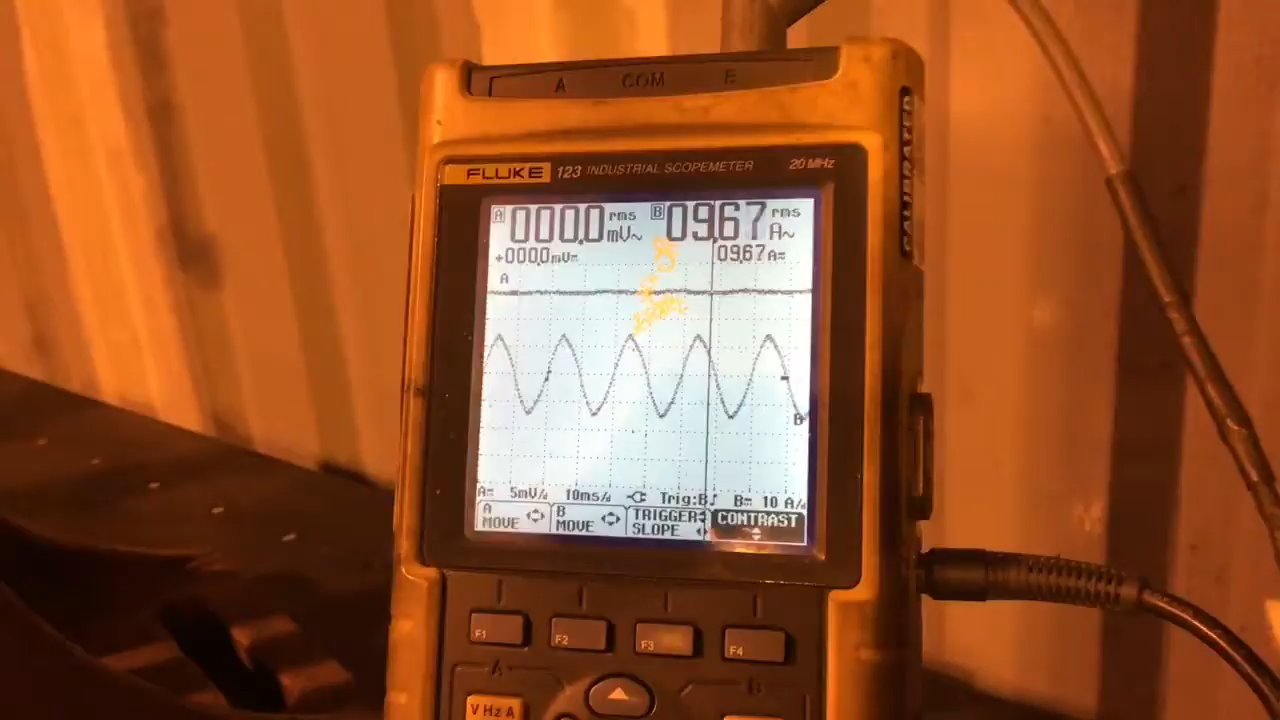 A COM B
FLUKE 123 INDUSTRIAL SCOPEMETER 20 MHz
CALIBRATED
A 000.0 rms mV~ B 09.67 rms A~
+000.0mV 09.67A
A
B
A 5mV/d 10ms/d Trig:B B 10 A/d
A MOVE B MOVE TRIGGER SLOPE CONTRAST
F1 F2 F3 F4
A B
V Hz A